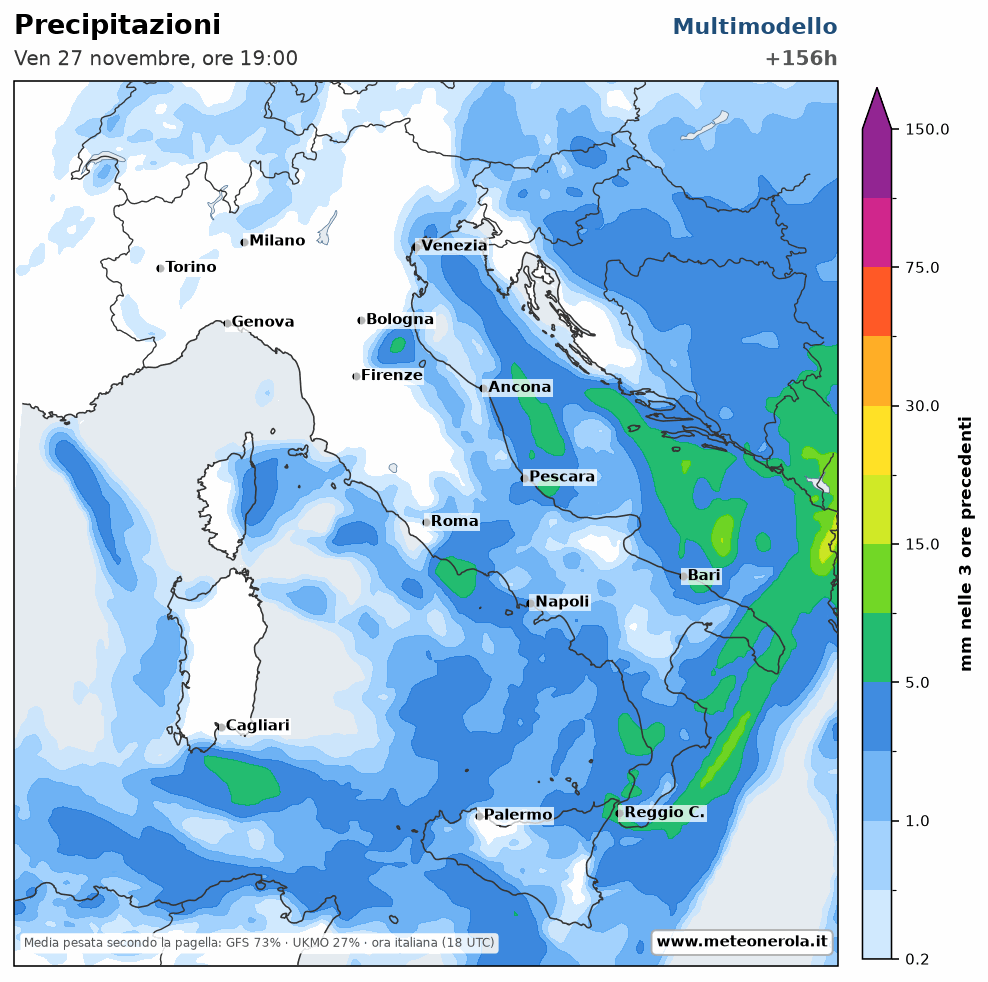 Precipitazioni
Multimodello
Ven 27 novembre, ore 19:00
+156h
150.0
75.0
30.0
15.0
5.0
1.0
0.2
mm nelle 3 ore precedenti
Milano
Venezia
Torino
Genova
Bologna
Firenze
Ancona
Pescara
Roma
Bari
Napoli
Cagliari
Palermo
Reggio C.
Media pesata secondo la pagella: GFS 73% · UKMO 27% · ora italiana (18 UTC)
www.meteonerola.it